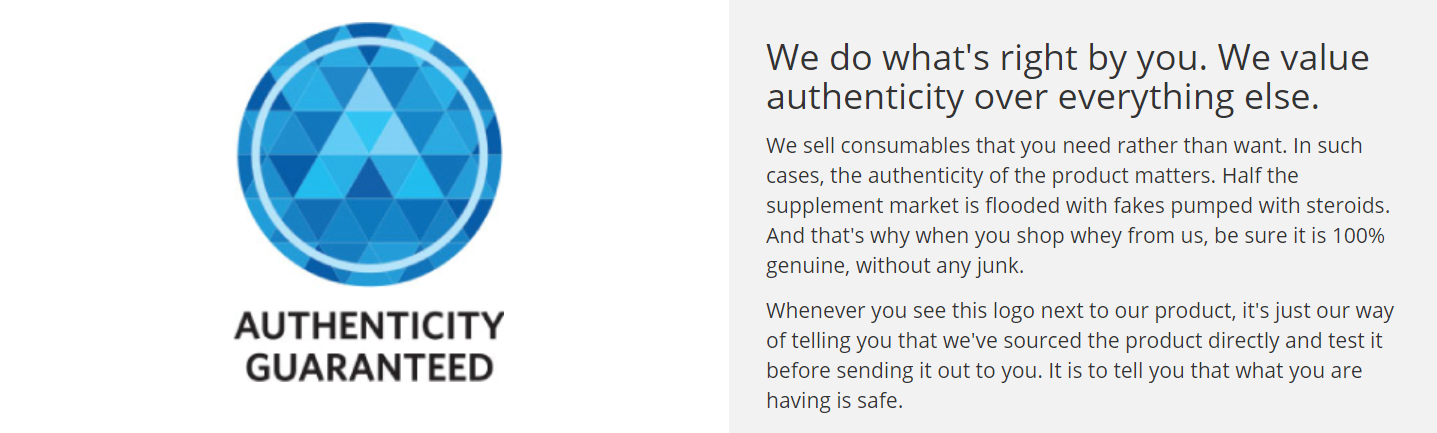 AUTHENTICITY
GUARANTEED
We do what's right by you. We value
authenticity over everything else.
We sell consumables that you need rather than want. In such
cases, the authenticity of the product matters. Half the
supplement market is flooded with fakes pumped with steroids.
And that's why when you shop whey from us, be sure it is 100%
genuine, without any junk.
Whenever you see this logo next to our product, it's just our way
of telling you that we've sourced the product directly and test it
before sending it out to you. It is to tell you that what you are
having is safe.